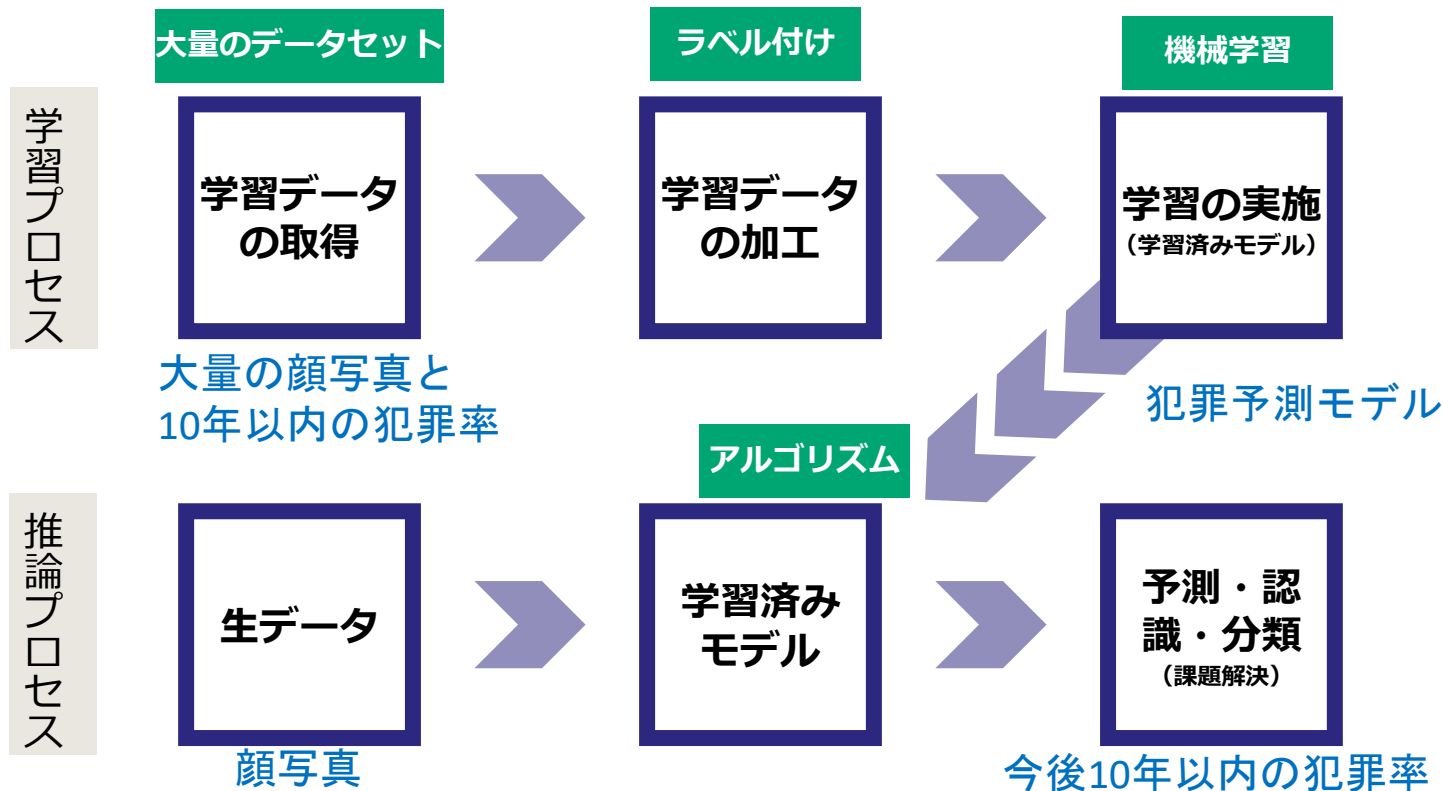 大量のデータセット
ラベル付け
機械学習
学習プロセス
学習データ
の取得
学習データ
の加工
学習の実施
(学習済みモデル)
大量の顔写真と
10年以内の犯罪率
犯罪予測モデル
アルゴリズム
推論プロセス
生データ
学習済み
モデル
予測・認
識・分類
(課題解決)
顔写真
今後10年以内の犯罪率